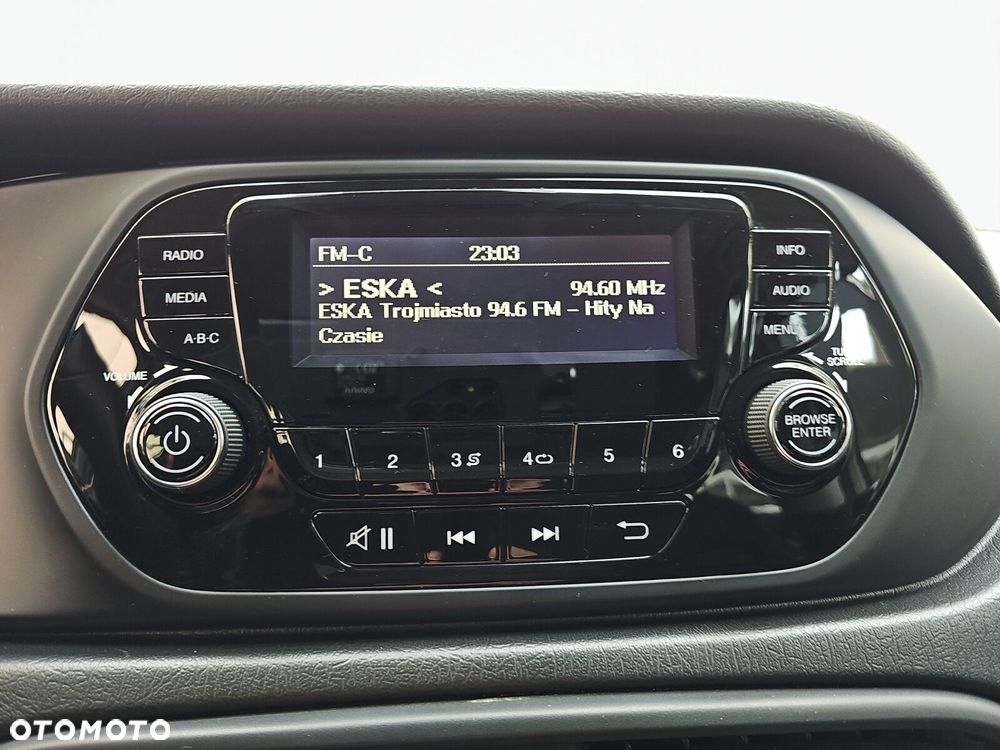 FM-C 23:03
> ESKA < 94.60 MHz
ESKA Trojmiasto 94.6 FM - Hity Na
Czasie
RADIO
MEDIA
A·B·C
VOLUME
INFO
AUDIO
MENU
SCROLL
BROWSE
ENTER
1 2 3 4 5 6
OTOMOTO